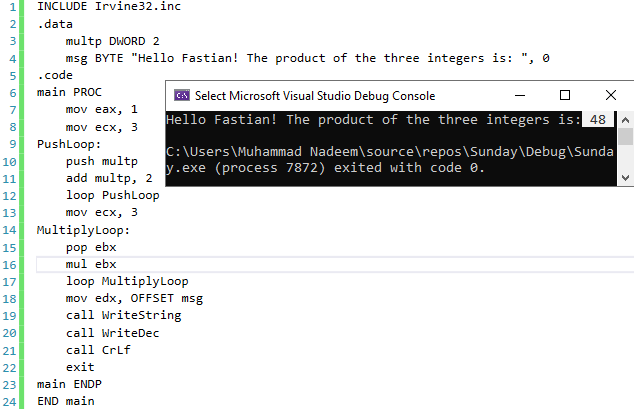 1 INCLUDE Irvine32.inc
2 .data
3 multp DWORD 2
4 msg BYTE "Hello Fastian! The product of the three integers is: ", 0
5 .code
6 main PROC
7 mov eax, 1
8 mov ecx, 3
9 PushLoop:
10 push multp
11 add multp, 2
12 loop PushLoop
13 mov ecx, 3
14 MultiplyLoop:
15 pop ebx
16 mul ebx
17 loop MultiplyLoop
18 mov edx, OFFSET msg
19 call WriteString
20 call WriteDec
21 call CrLf
22 exit
23 main ENDP
24 END main
C:\ Select Microsoft Visual Studio Debug Console
Hello Fastian! The product of the three integers is: 48
C:\Users\Muhammad Nadeem\source\repos\Sunday\Debug\Sunda
y.exe (process 7872) exited with code 0.